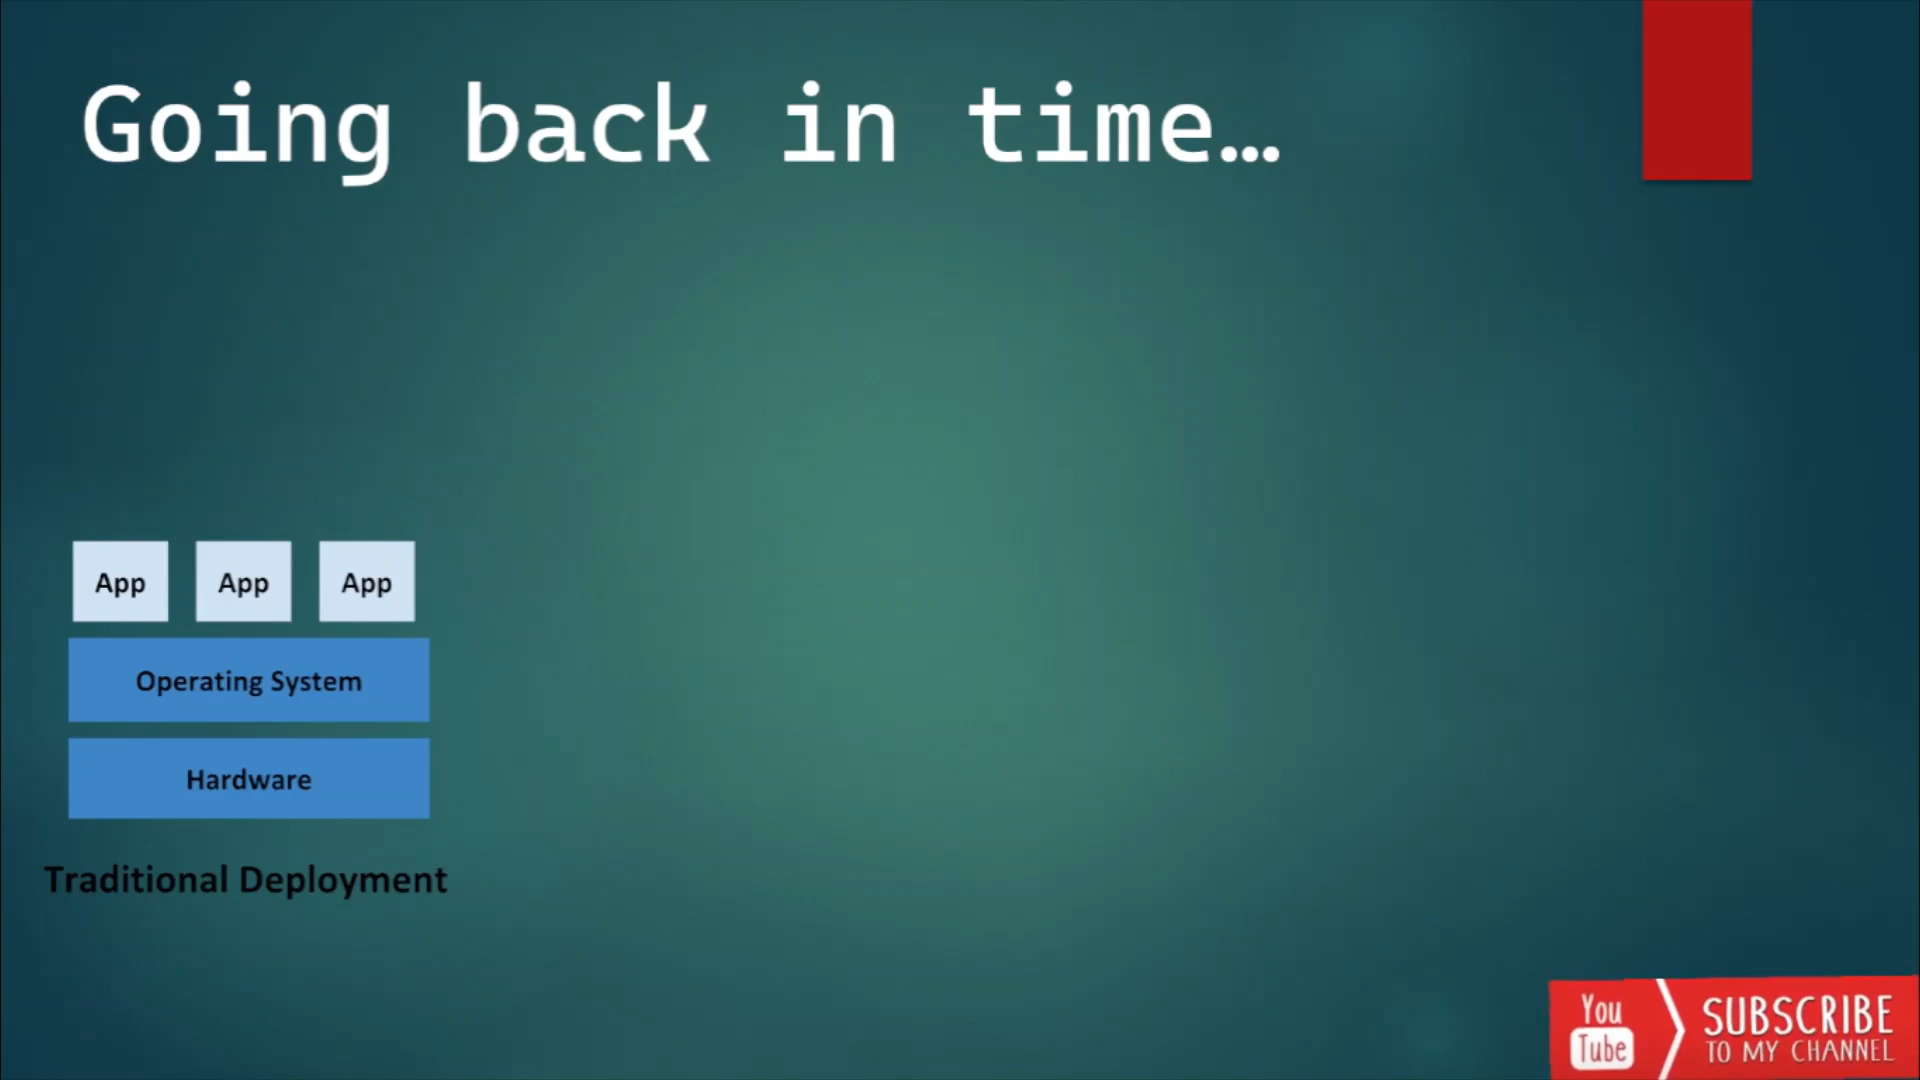 Going back in time…
App App App
Operating System
Hardware
Traditional Deployment
You
Tube
SUBSCRIBE
TO MY CHANNEL